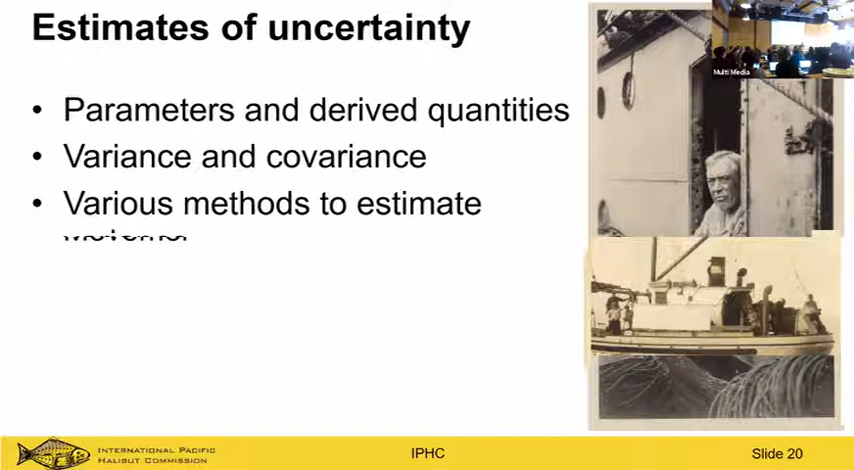 Estimates of uncertainty
Multi Media
• Parameters and derived quantities
• Variance and covariance
• Various methods to estimate
INTERNATIONAL PACIFIC
HALIBUT COMMISSION
IPHC
Slide 20